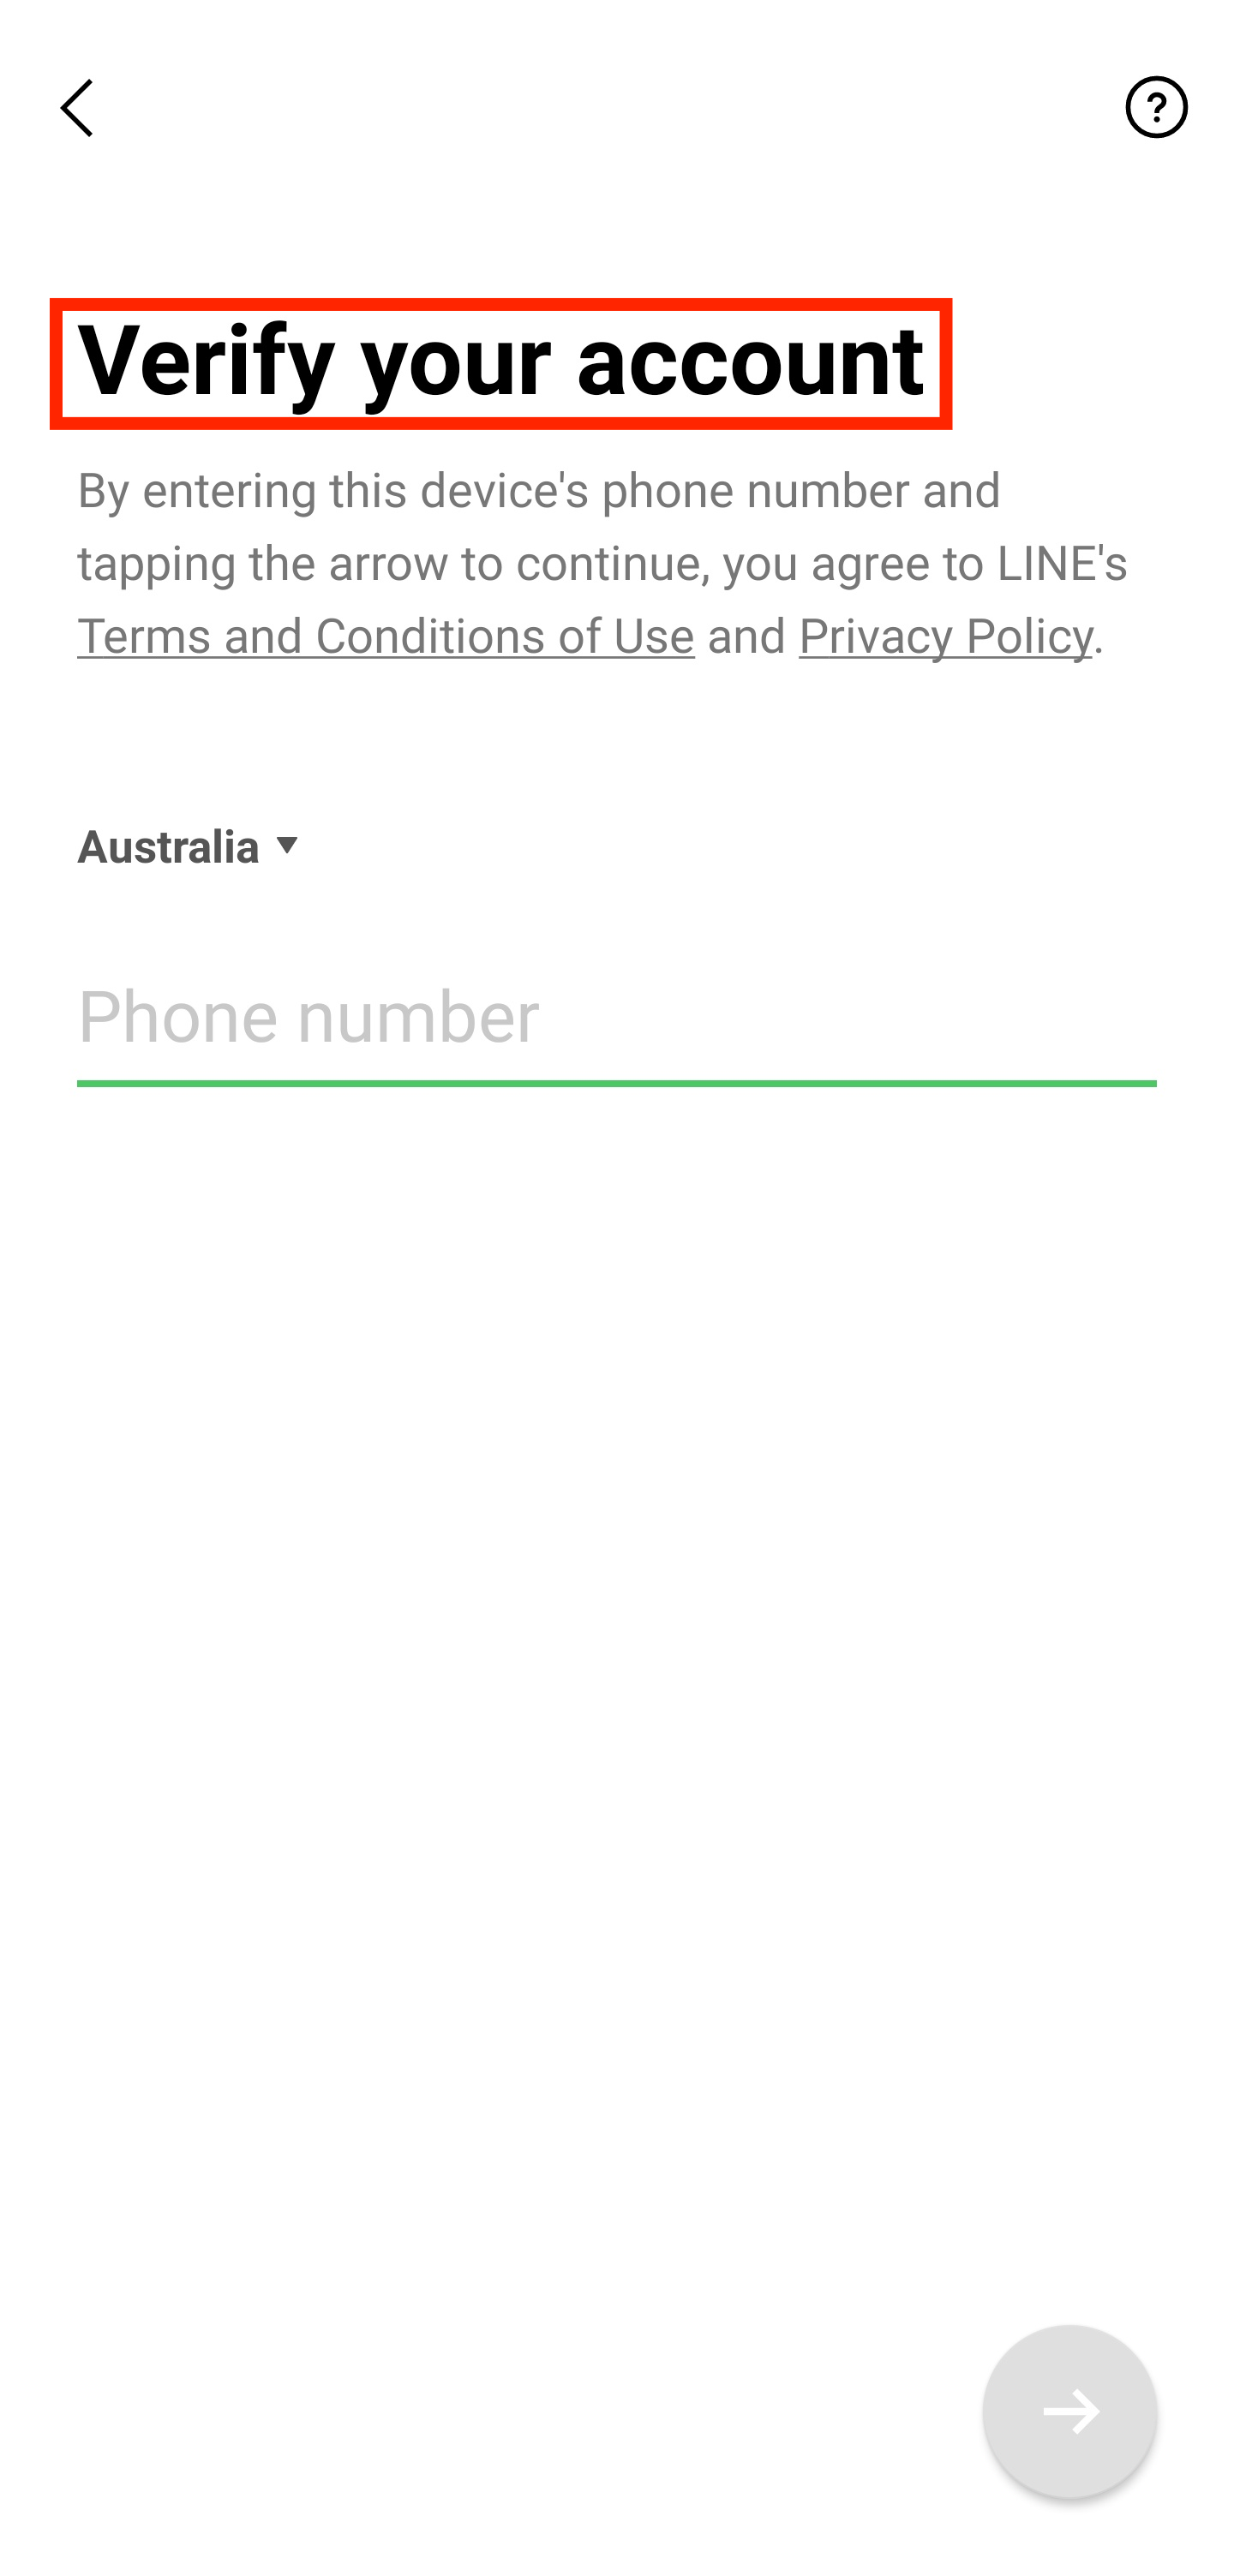 ?
Verify your account
By entering this device's phone number and
tapping the arrow to continue, you agree to LINE's
Terms and Conditions of Use and Privacy Policy.
Australia
Phone number